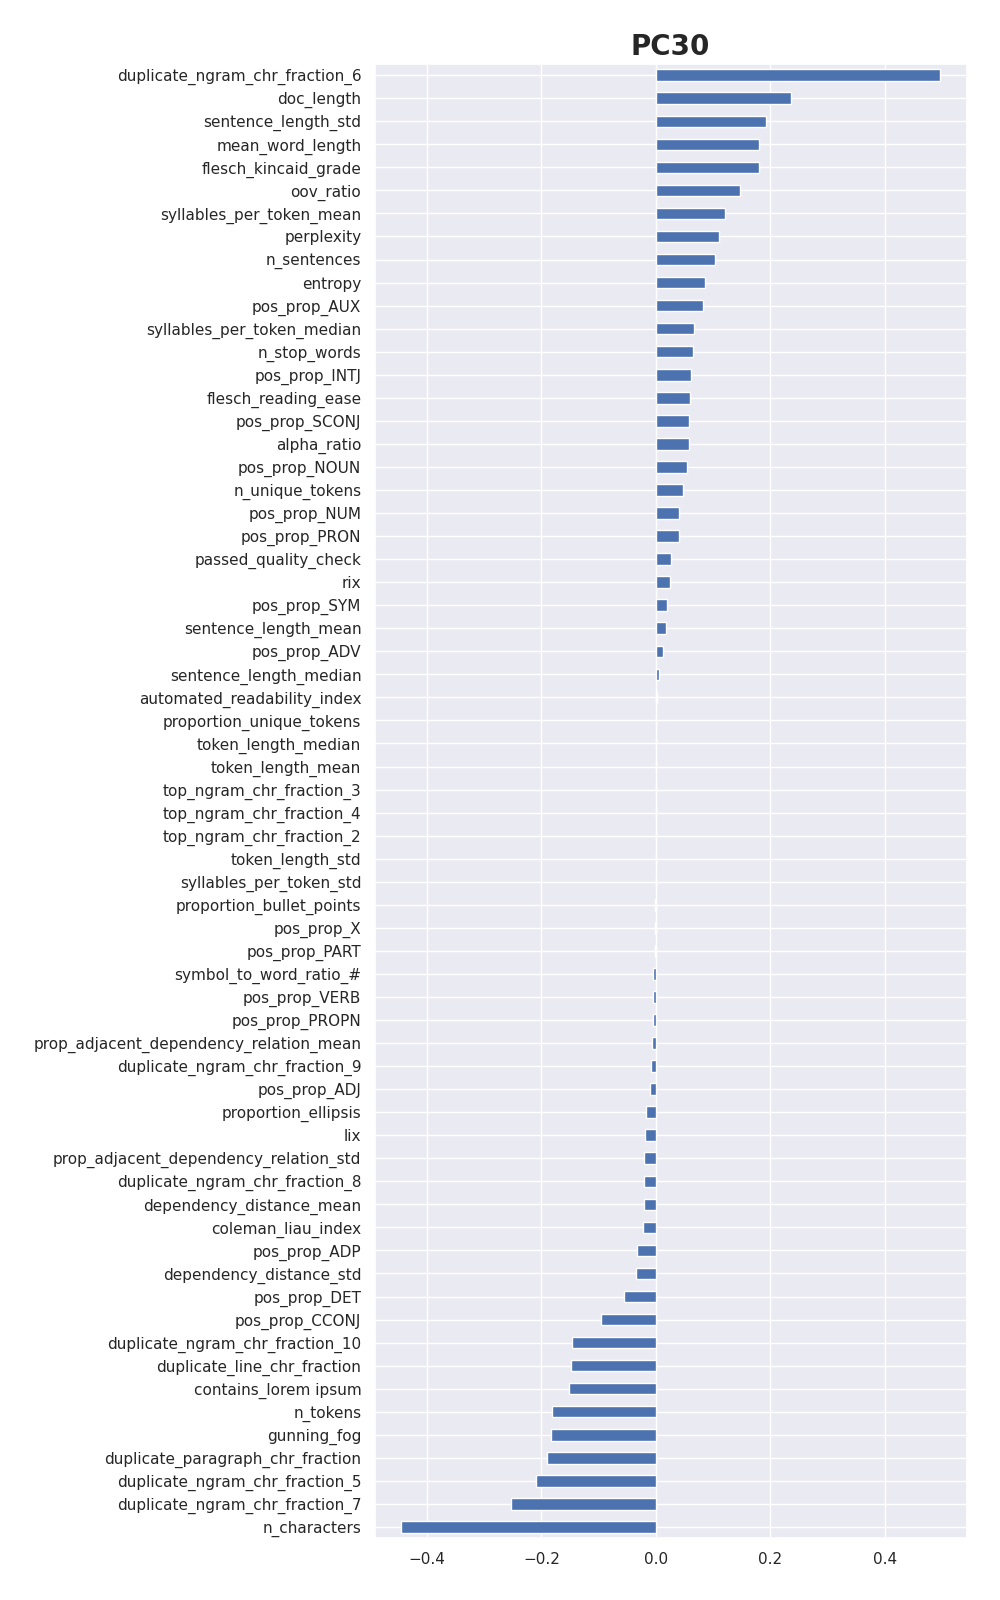 PC30
duplicate_ngram_chr_fraction_6
doc_length
sentence_length_std
mean_word_length
flesch_kincaid_grade
oov_ratio
syllables_per_token_mean
perplexity
n_sentences
entropy
pos_prop_AUX
syllables_per_token_median
n_stop_words
pos_prop_INTJ
flesch_reading_ease
pos_prop_SCONJ
alpha_ratio
pos_prop_NOUN
n_unique_tokens
pos_prop_NUM
pos_prop_PRON
passed_quality_check
rix
pos_prop_SYM
sentence_length_mean
pos_prop_ADV
sentence_length_median
automated_readability_index
proportion_unique_tokens
token_length_median
token_length_mean
top_ngram_chr_fraction_3
top_ngram_chr_fraction_4
top_ngram_chr_fraction_2
token_length_std
syllables_per_token_std
proportion_bullet_points
pos_prop_X
pos_prop_PART
symbol_to_word_ratio_#
pos_prop_VERB
pos_prop_PROPN
prop_adjacent_dependency_relation_mean
duplicate_ngram_chr_fraction_9
pos_prop_ADJ
proportion_ellipsis
lix
prop_adjacent_dependency_relation_std
duplicate_ngram_chr_fraction_8
dependency_distance_mean
coleman_liau_index
pos_prop_ADP
dependency_distance_std
pos_prop_DET
pos_prop_CCONJ
duplicate_ngram_chr_fraction_10
duplicate_line_chr_fraction
contains_lorem ipsum
n_tokens
gunning_fog
duplicate_paragraph_chr_fraction
duplicate_ngram_chr_fraction_5
duplicate_ngram_chr_fraction_7
n_characters
−0.4 −0.2 0.0 0.2 0.4